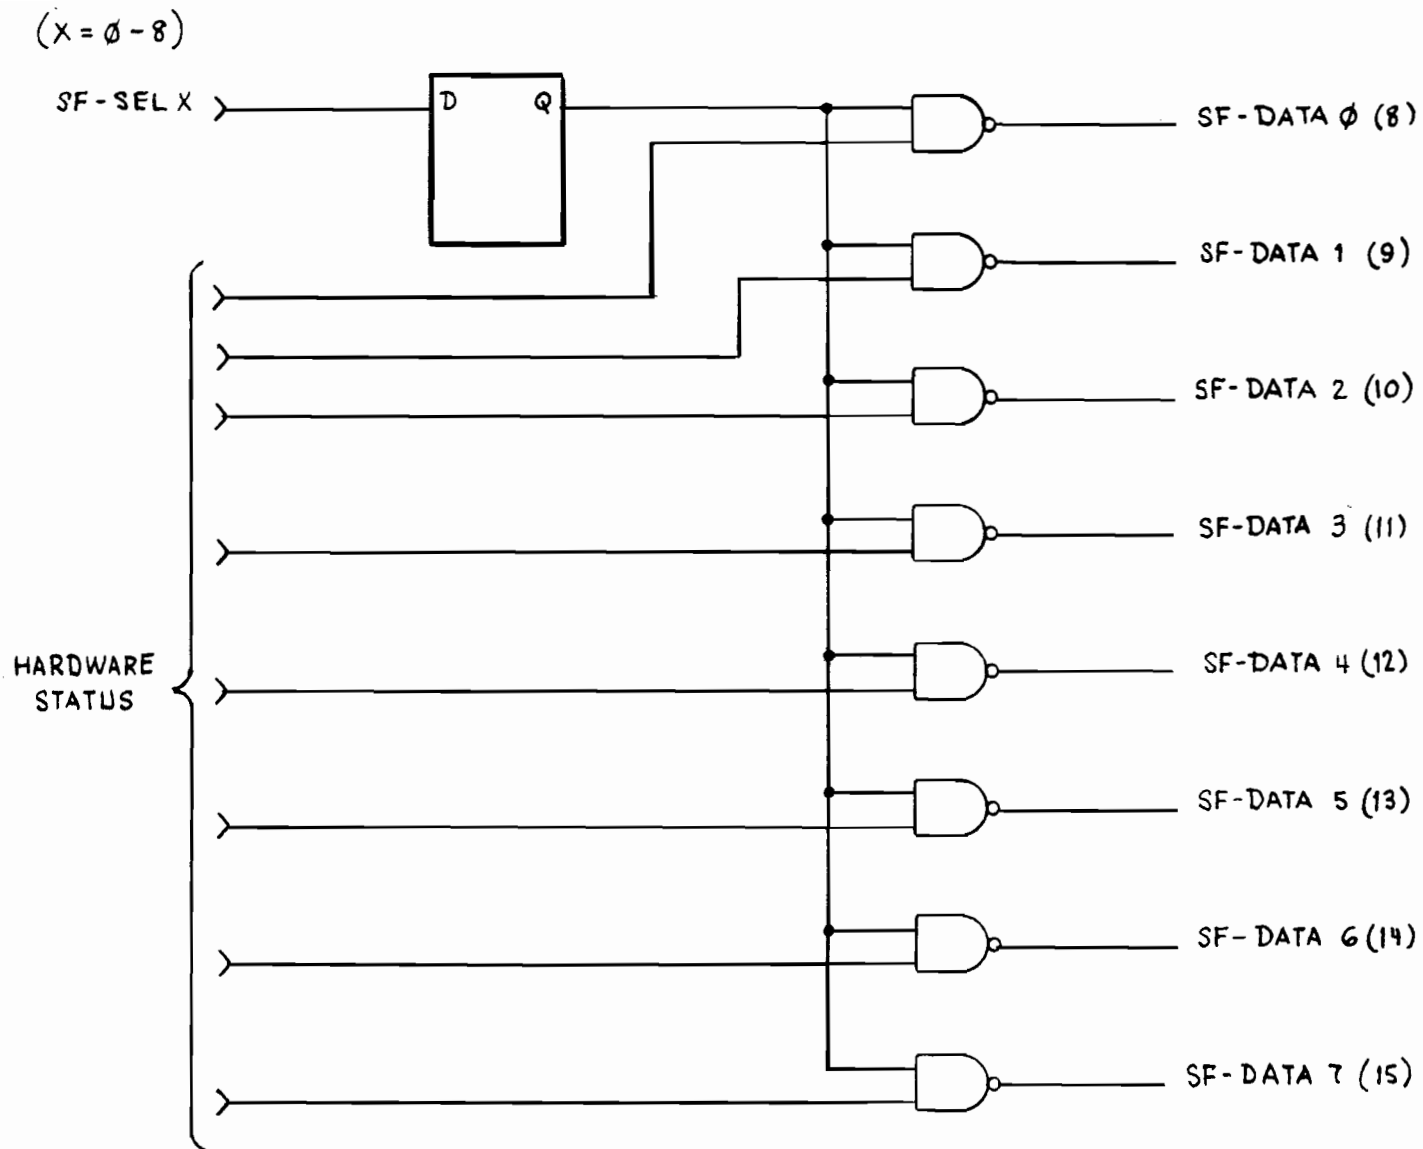 (X = Ø - 8)
SF-SEL X
D Q
SF-DATA Ø (8)
SF-DATA 1 (9)
SF-DATA 2 (10)
SF-DATA 3 (11)
HARDWARE
STATUS
SF-DATA 4 (12)
SF-DATA 5 (13)
SF-DATA 6 (14)
SF-DATA 7 (15)